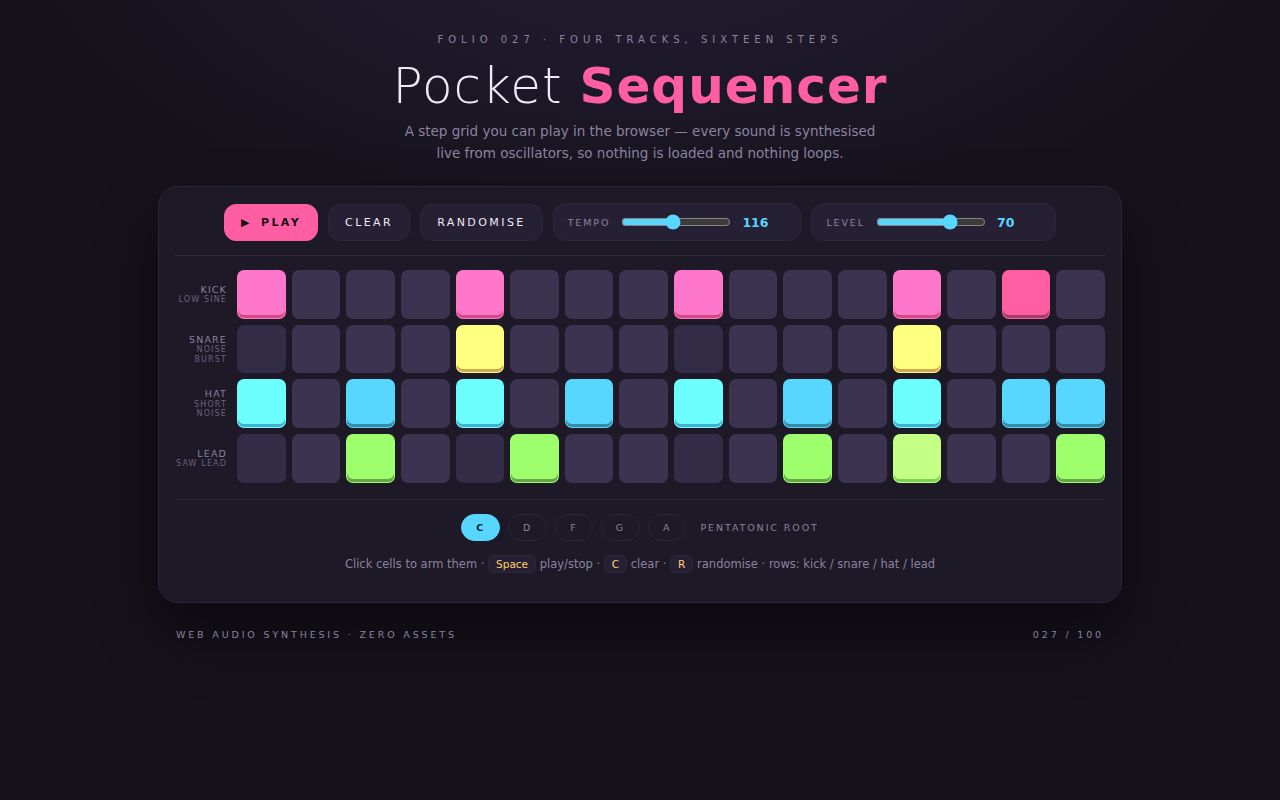 FOLIO 027 · FOUR TRACKS, SIXTEEN STEPS
Pocket Sequencer
A step grid you can play in the browser — every sound is synthesised
live from oscillators, so nothing is loaded and nothing loops.
▶ PLAY
CLEAR
RANDOMISE
TEMPO
116
LEVEL
70
KICK
LOW SINE
SNARE
NOISE
BURST
HAT
SHORT
NOISE
LEAD
SAW LEAD
C
D
F
G
A
PENTATONIC ROOT
Click cells to arm them · Space play/stop · C clear · R randomise · rows: kick / snare / hat / lead
WEB AUDIO SYNTHESIS · ZERO ASSETS
027 / 100